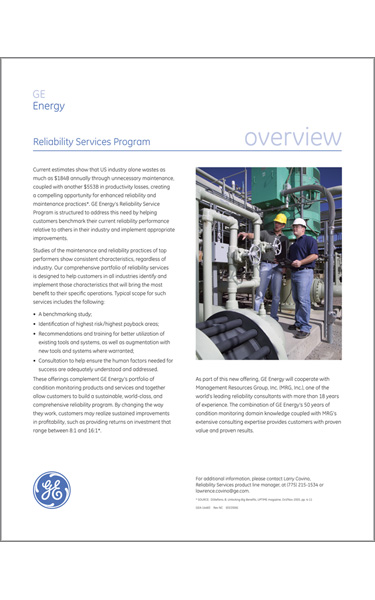 GE
Energy
Reliability Services Program
overview
Current estimates show that US industry alone wastes as
much as $184B annually through unnecessary maintenance,
coupled with another $553B in productivity losses, creating
a compelling opportunity for enhanced reliability and
maintenance practices*. GE Energy's Reliability Service
Program is structured to address this need by helping
customers benchmark their current reliability performance
relative to others in their industry and implement appropriate
improvements.
Studies of the maintenance and reliability practices of top
performers show consistent characteristics, regardless of
industry. Our comprehensive portfolio of reliability services
is designed to help customers in all industries identify and
implement those characteristics that will bring the most
benefit to their specific operations. Typical scope for such
services includes the following:
• A benchmarking study;
• Identification of highest risk/highest payback areas;
• Recommendations and training for better utilization of
existing tools and systems, as well as augmentation with
new tools and systems where warranted;
• Consultation to help ensure the human factors needed for
success are adequately understood and addressed.
These offerings complement GE Energy's portfolio of
condition monitoring products and services and together
allow customers to build a sustainable, world-class, and
comprehensive reliability program. By changing the way
they work, customers may realize sustained improvements
in profitability, such as providing returns on investment that
range between 8:1 and 16:1*.
As part of this new offering, GE Energy will cooperate with
Management Resources Group, Inc. (MRG, Inc.), one of the
world's leading reliability consultants with more than 18 years
of experience. The combination of GE Energy's 50 years of
condition monitoring domain knowledge coupled with MRG's
extensive consulting expertise provides customers with proven
value and proven results.
For additional information, please contact Larry Covino,
Reliability Services product line manager, at (775) 215-1534 or
lawrence.covino@ge.com.